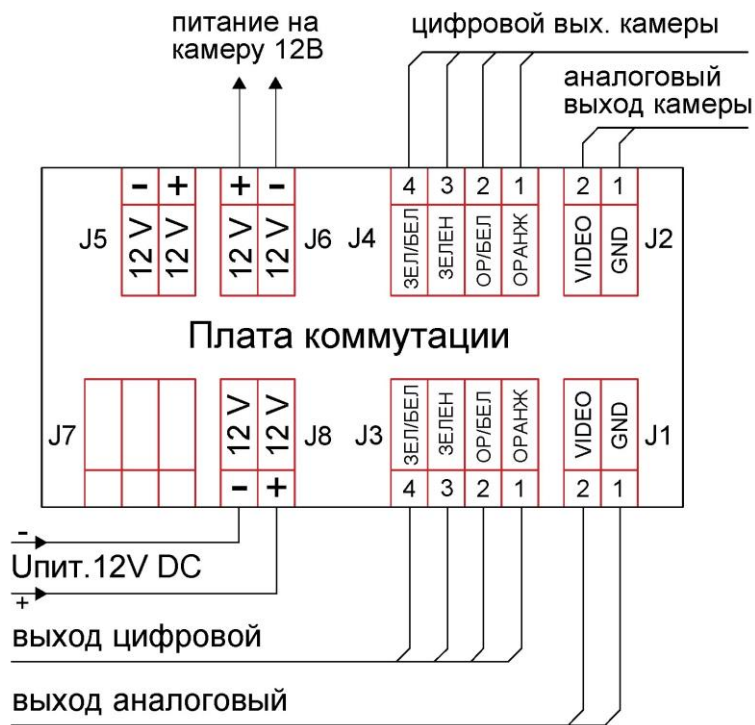 питание на
камеру 12В
цифровой вых. камеры
аналоговый
выход камеры
- + + - 4 3 2 1 2 1
J5 12 V 12 V 12 V 12 V J6 J4 ЗЕЛ/БЕЛ ЗЕЛЕН ОР/БЕЛ ОРАНЖ VIDEO GND J2
Плата коммутации
J7 12 V 12 V J8 J3 ЗЕЛ/БЕЛ ЗЕЛЕН ОР/БЕЛ ОРАНЖ VIDEO GND J1
- + 4 3 2 1 2 1
-
Uпит.12V DC
+
выход цифровой
выход аналоговый